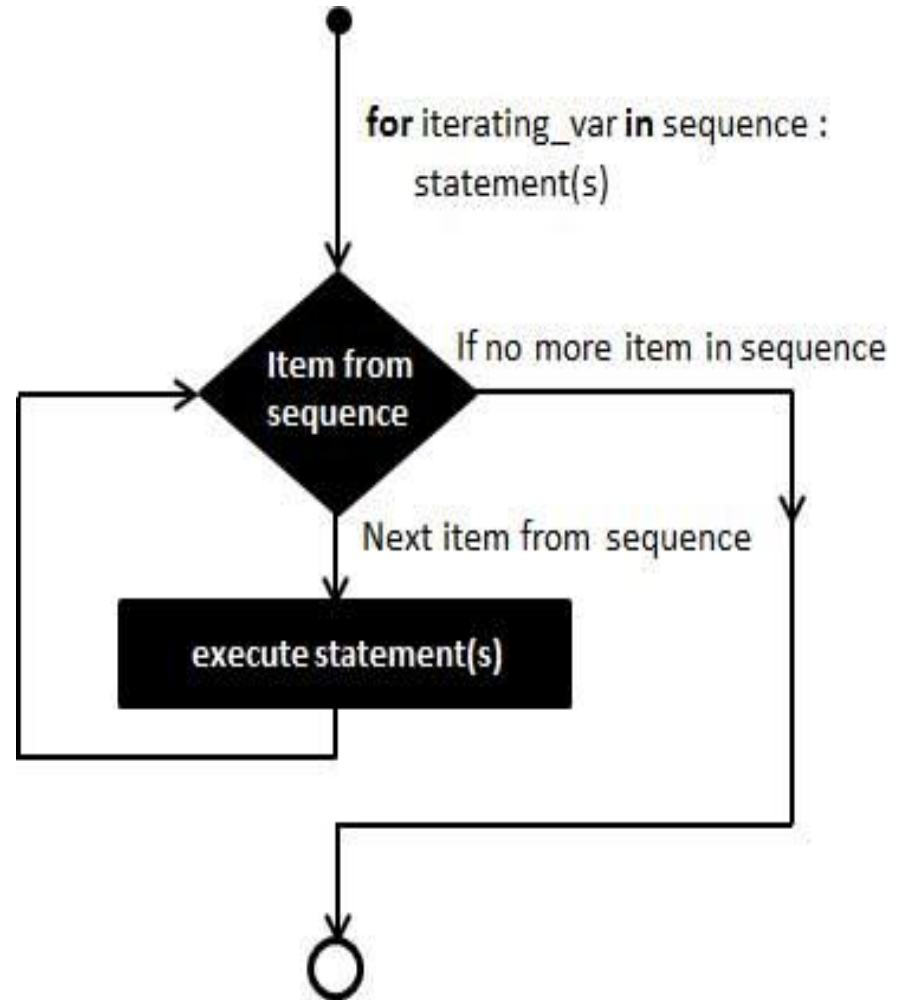 for iterating_var in sequence :
statement(s)
Item from
sequence
If no more item in sequence
Next item from sequence
execute statement(s)